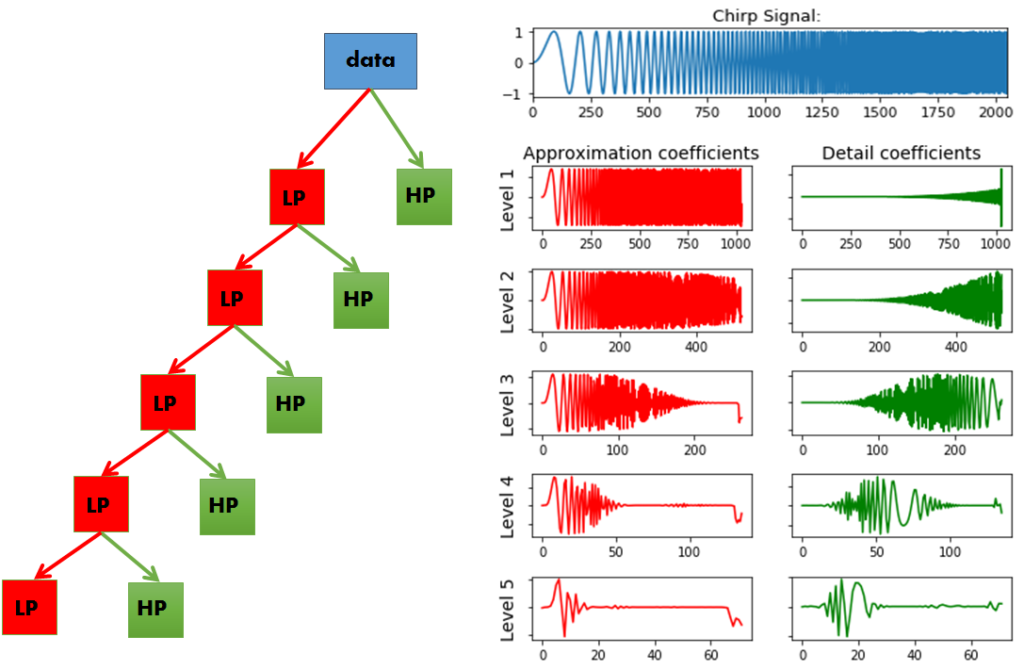 data
LP
HP
LP
HP
LP
HP
LP
HP
LP
HP
Chirp Signal:
1
0
−1
0 250 500 750 1000 1250 1500 1750 2000
Approximation coefficients
Detail coefficients
Level 1
0 250 500 750 1000
0 250 500 750 1000
Level 2
0 200 400
0 200 400
Level 3
0 100 200
0 100 200
Level 4
0 50 100
0 50 100
Level 5
0 20 40 60
0 20 40 60